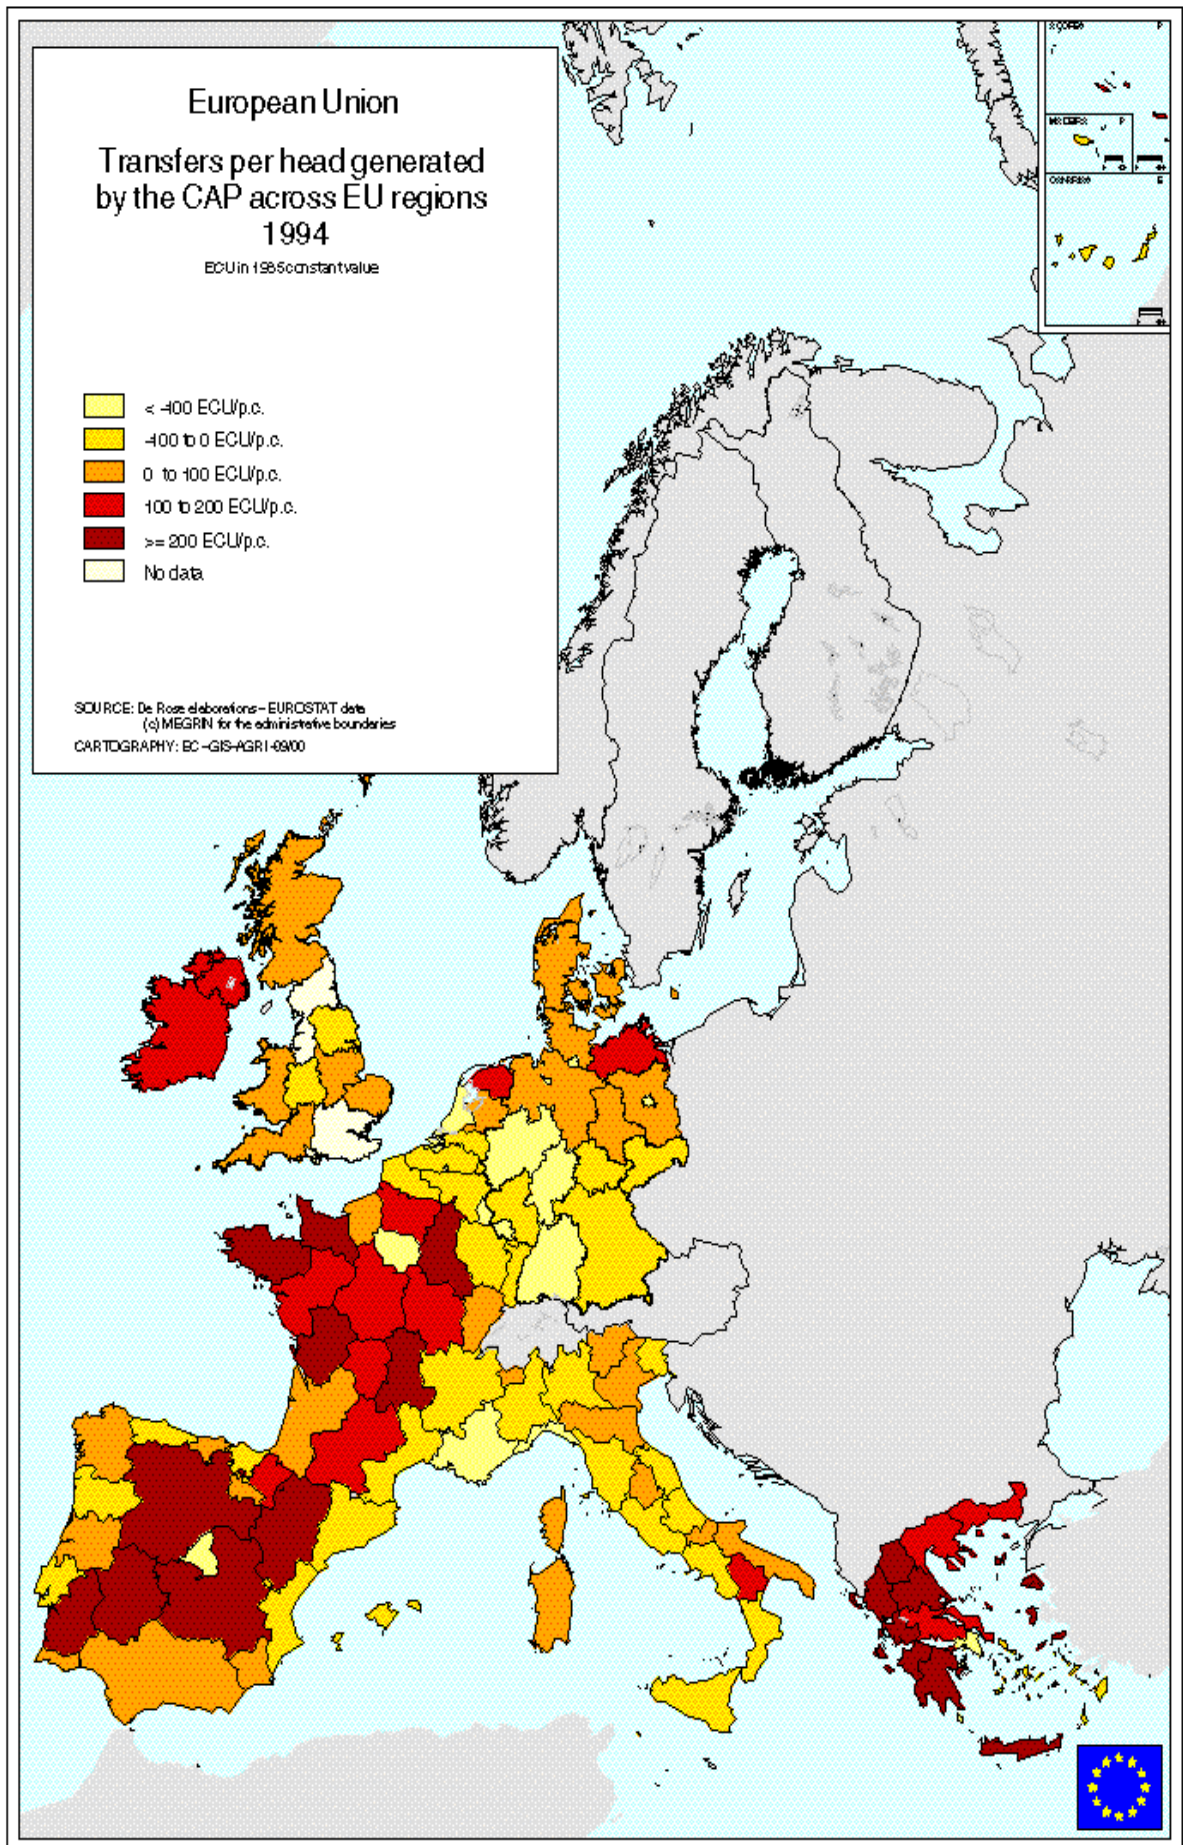 European Union
Transfers per head generated
by the CAP across EU regions
1994
ECU in 1985 constant value
< -100 ECU/p.c.
-100 to 0 ECU/p.c.
0 to 100 ECU/p.c.
100 to 200 ECU/p.c.
>= 200 ECU/p.c.
No data
SOURCE: De Rose elaborations - EUROSTAT data
(c) MEGRIN for the administrative boundaries
CARTOGRAPHY: EC-GIS-AGRI-09/00
P
P
E